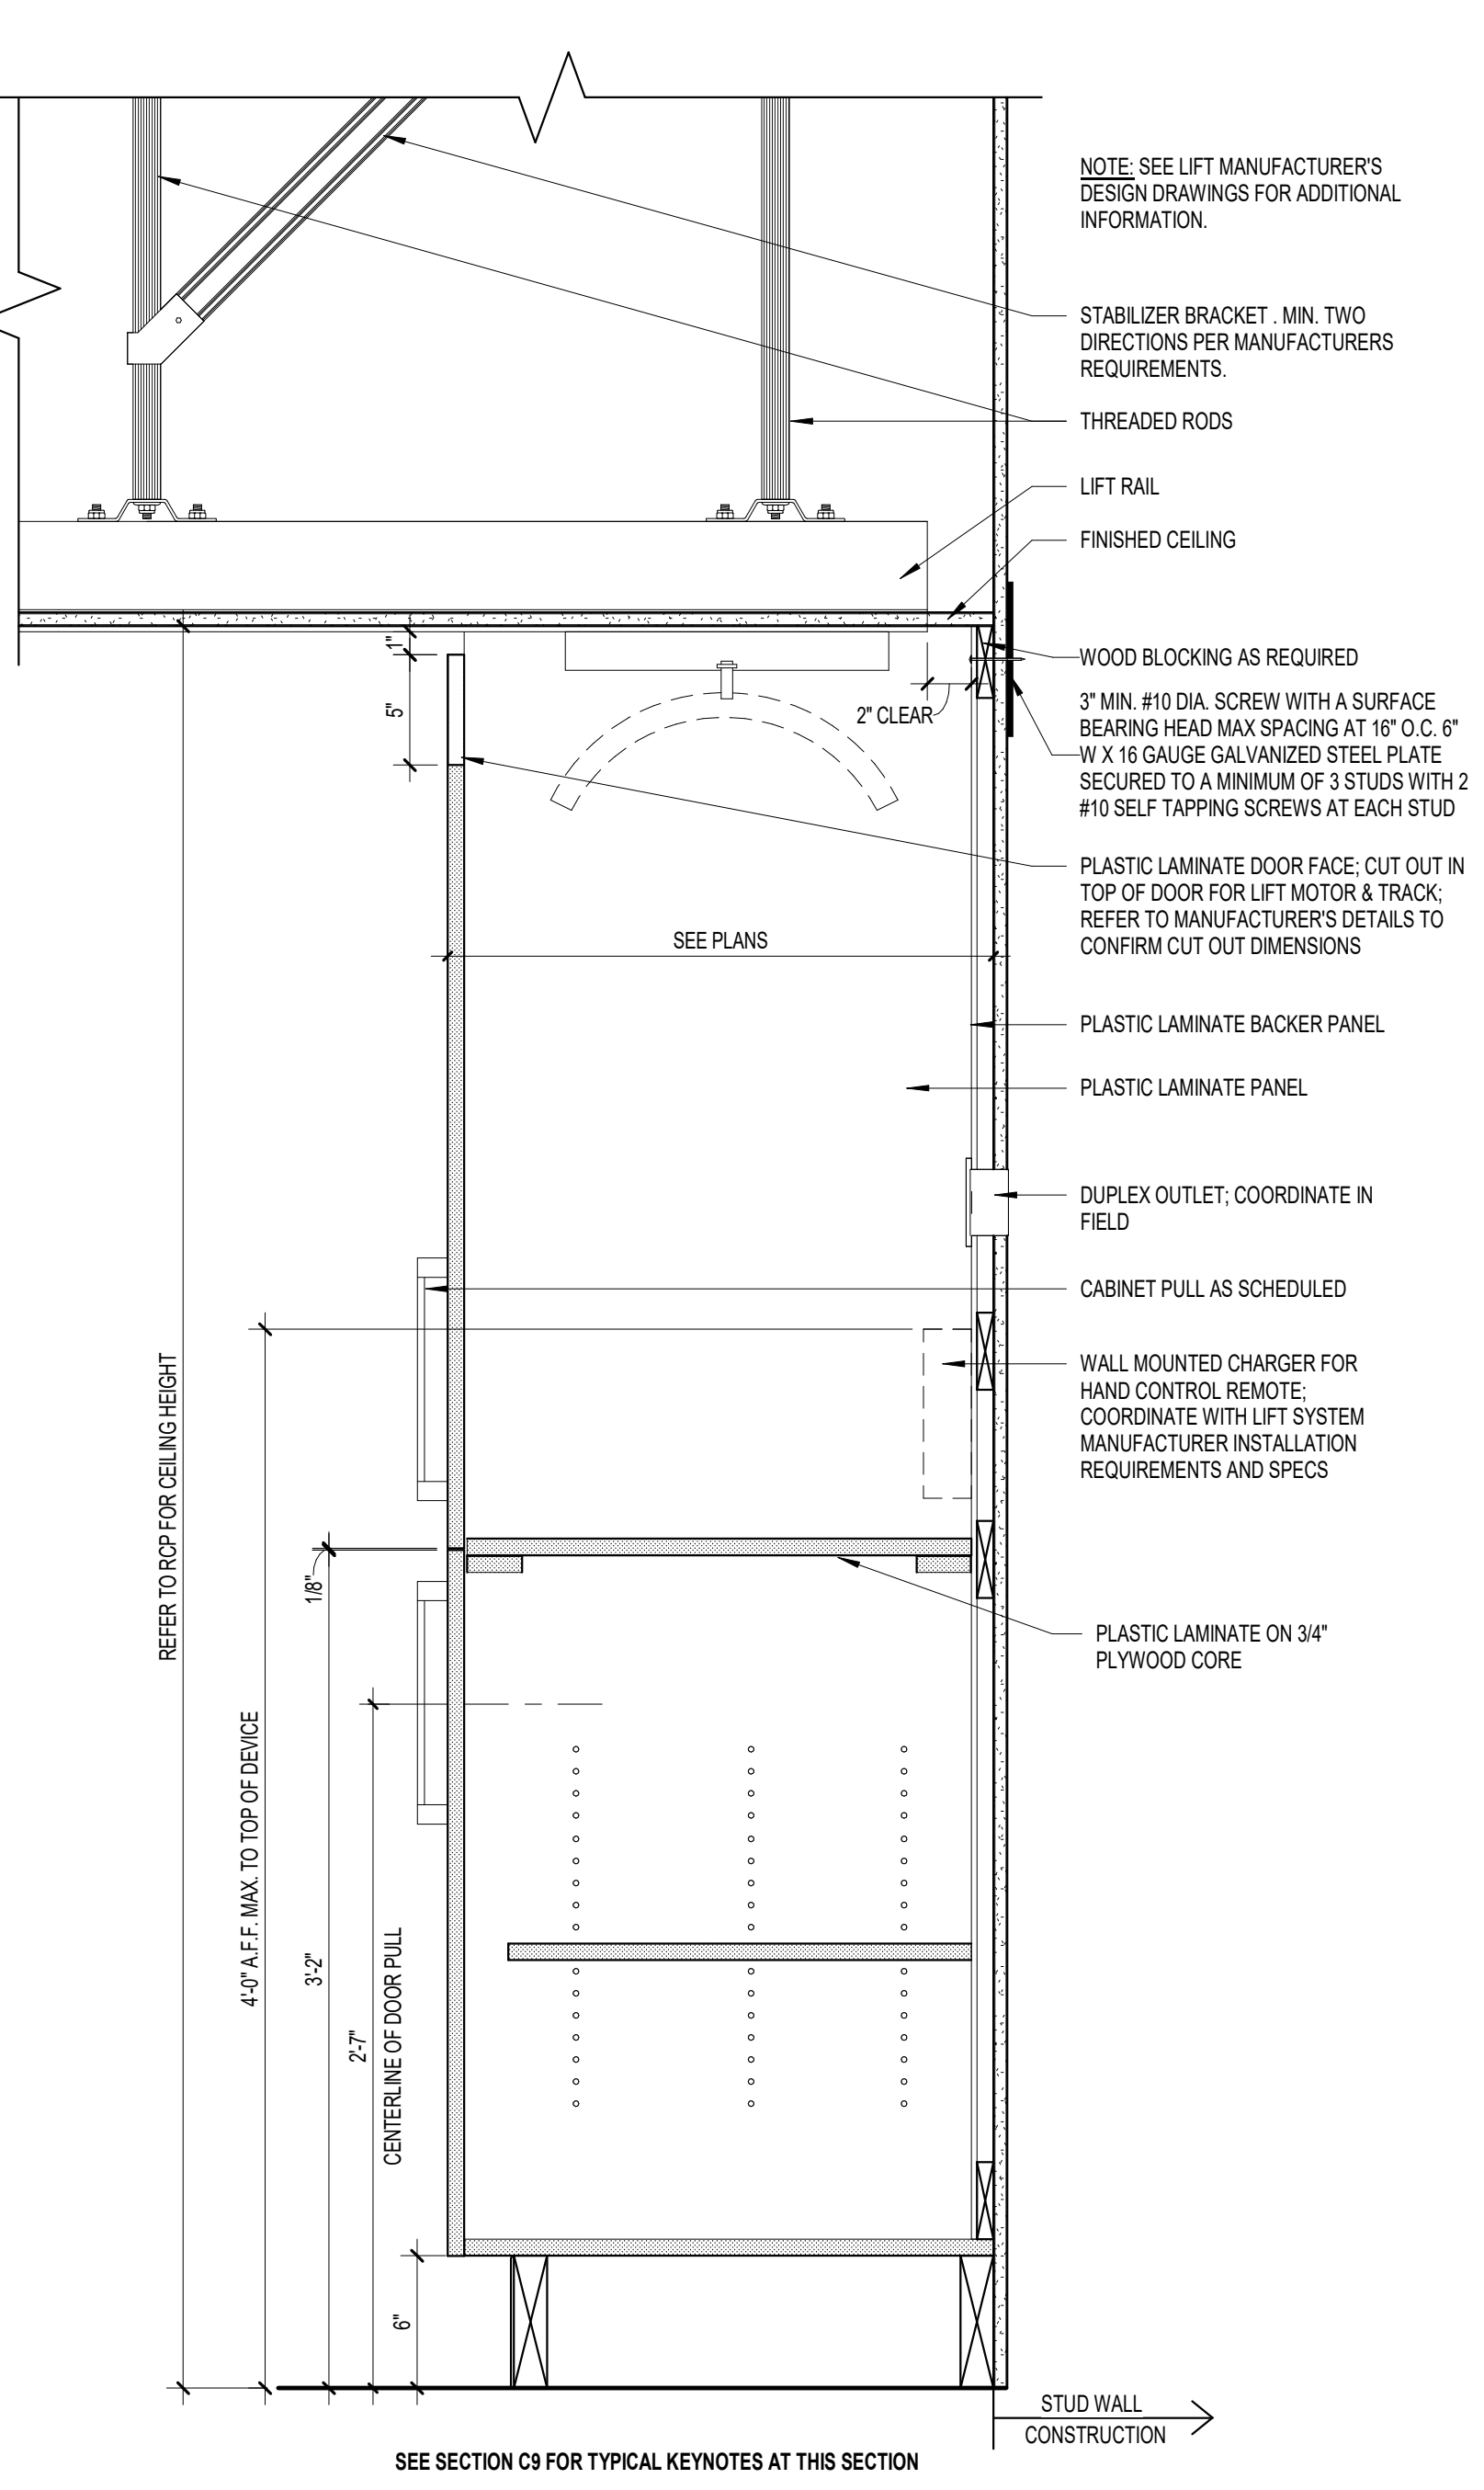 NOTE: SEE LIFT MANUFACTURER'S
DESIGN DRAWINGS FOR ADDITIONAL
INFORMATION.
STABILIZER BRACKET . MIN. TWO
DIRECTIONS PER MANUFACTURERS
REQUIREMENTS.
THREADED RODS
LIFT RAIL
FINISHED CEILING
1"
WOOD BLOCKING AS REQUIRED
5"
2" CLEAR
3" MIN. #10 DIA. SCREW WITH A SURFACE
BEARING HEAD MAX SPACING AT 16" O.C. 6"
W X 16 GAUGE GALVANIZED STEEL PLATE
SECURED TO A MINIMUM OF 3 STUDS WITH 2
#10 SELF TAPPING SCREWS AT EACH STUD
PLASTIC LAMINATE DOOR FACE; CUT OUT IN
TOP OF DOOR FOR LIFT MOTOR & TRACK;
REFER TO MANUFACTURER'S DETAILS TO
CONFIRM CUT OUT DIMENSIONS
SEE PLANS
PLASTIC LAMINATE BACKER PANEL
PLASTIC LAMINATE PANEL
DUPLEX OUTLET; COORDINATE IN
FIELD
CABINET PULL AS SCHEDULED
WALL MOUNTED CHARGER FOR
HAND CONTROL REMOTE;
COORDINATE WITH LIFT SYSTEM
MANUFACTURER INSTALLATION
REQUIREMENTS AND SPECS
REFER TO RCP FOR CEILING HEIGHT
1/8"
PLASTIC LAMINATE ON 3/4"
PLYWOOD CORE
4'-0" A.F.F. MAX. TO TOP OF DEVICE
3'-2"
2'-7"
CENTERLINE OF DOOR PULL
6"
STUD WALL
CONSTRUCTION
SEE SECTION C9 FOR TYPICAL KEYNOTES AT THIS SECTION